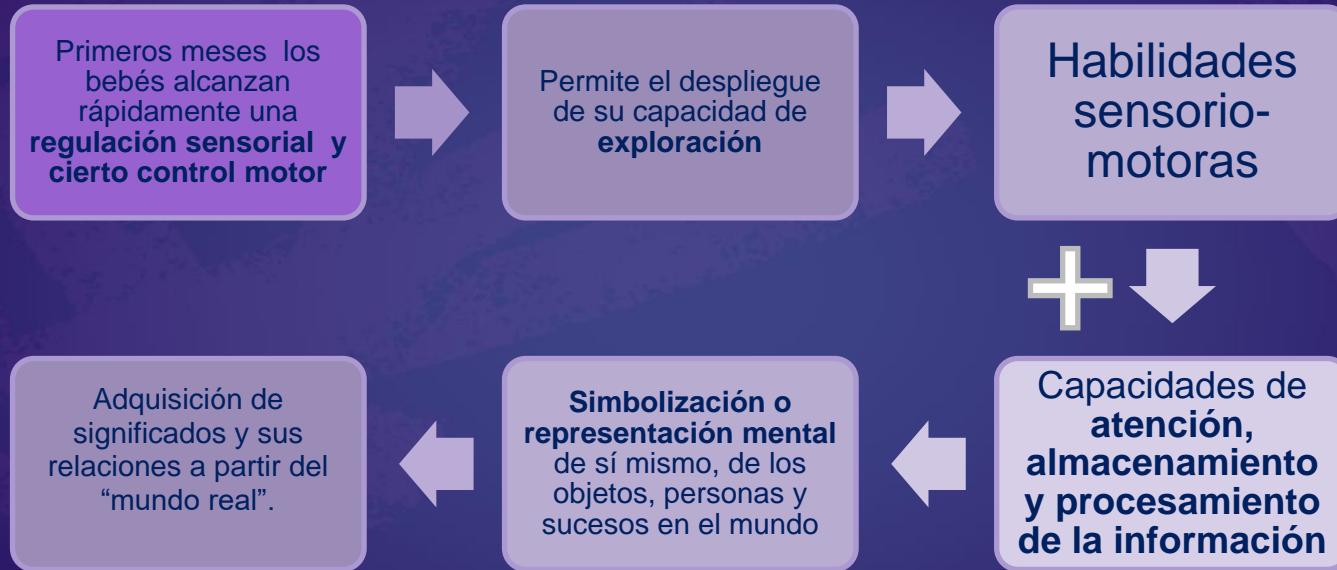 Primeros meses los
bebés alcanzan
rápidamente una
regulación sensorial y
cierto control motor
Permite el despliegue
de su capacidad de
exploración
Habilidades
sensorio-
motoras
Capacidades de
atención,
almacenamiento
y procesamiento
de la información
Simbolización o
representación mental
de sí mismo, de los
objetos, personas y
sucesos en el mundo
Adquisición de
significados y sus
relaciones a partir del
“mundo real”.